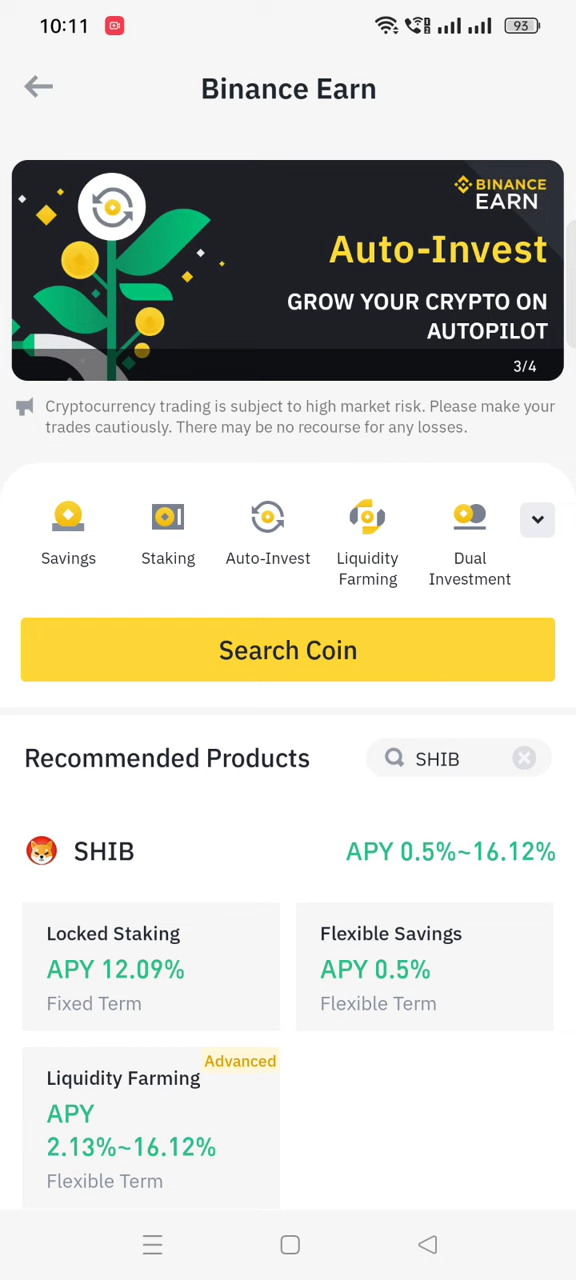 10:11
93
Binance Earn
BINANCE
EARN
Auto-Invest
GROW YOUR CRYPTO ON
AUTOPILOT
3/4
Cryptocurrency trading is subject to high market risk. Please make your
trades cautiously. There may be no recourse for any losses.
Savings
Staking
Auto-Invest
Liquidity
Farming
Dual
Investment
Search Coin
Recommended Products
SHIB
SHIB
APY 0.5%~16.12%
Locked Staking
APY 12.09%
Fixed Term
Flexible Savings
APY 0.5%
Flexible Term
Advanced
Liquidity Farming
APY
2.13%~16.12%
Flexible Term